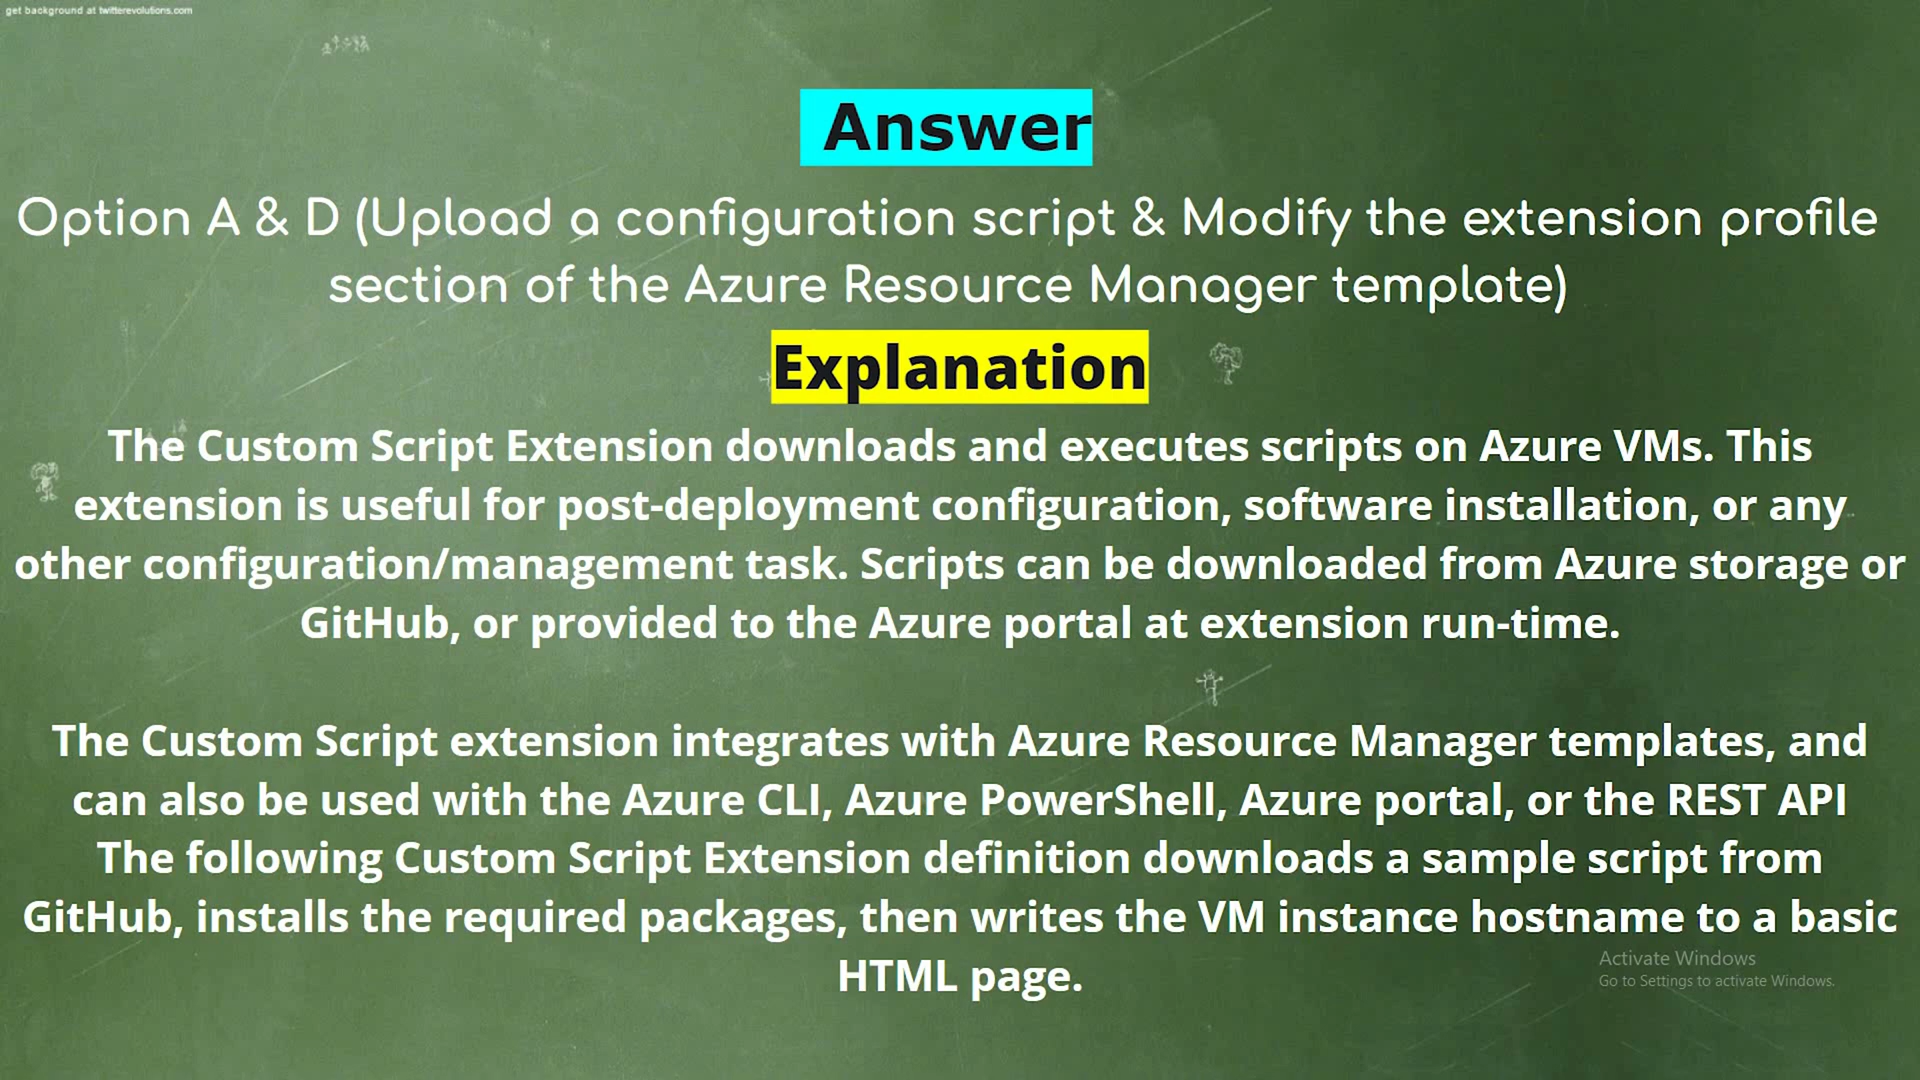 get background at twitterevolutions.com
Answer
Option A & D (Upload a configuration script & Modify the extension profile
section of the Azure Resource Manager template)
Explanation
The Custom Script Extension downloads and executes scripts on Azure VMs. This
extension is useful for post-deployment configuration, software installation, or any
other configuration/management task. Scripts can be downloaded from Azure storage or
GitHub, or provided to the Azure portal at extension run-time.
The Custom Script extension integrates with Azure Resource Manager templates, and
can also be used with the Azure CLI, Azure PowerShell, Azure portal, or the REST API
The following Custom Script Extension definition downloads a sample script from
GitHub, installs the required packages, then writes the VM instance hostname to a basic
HTML page.
Activate Windows
Go to Settings to activate Windows.